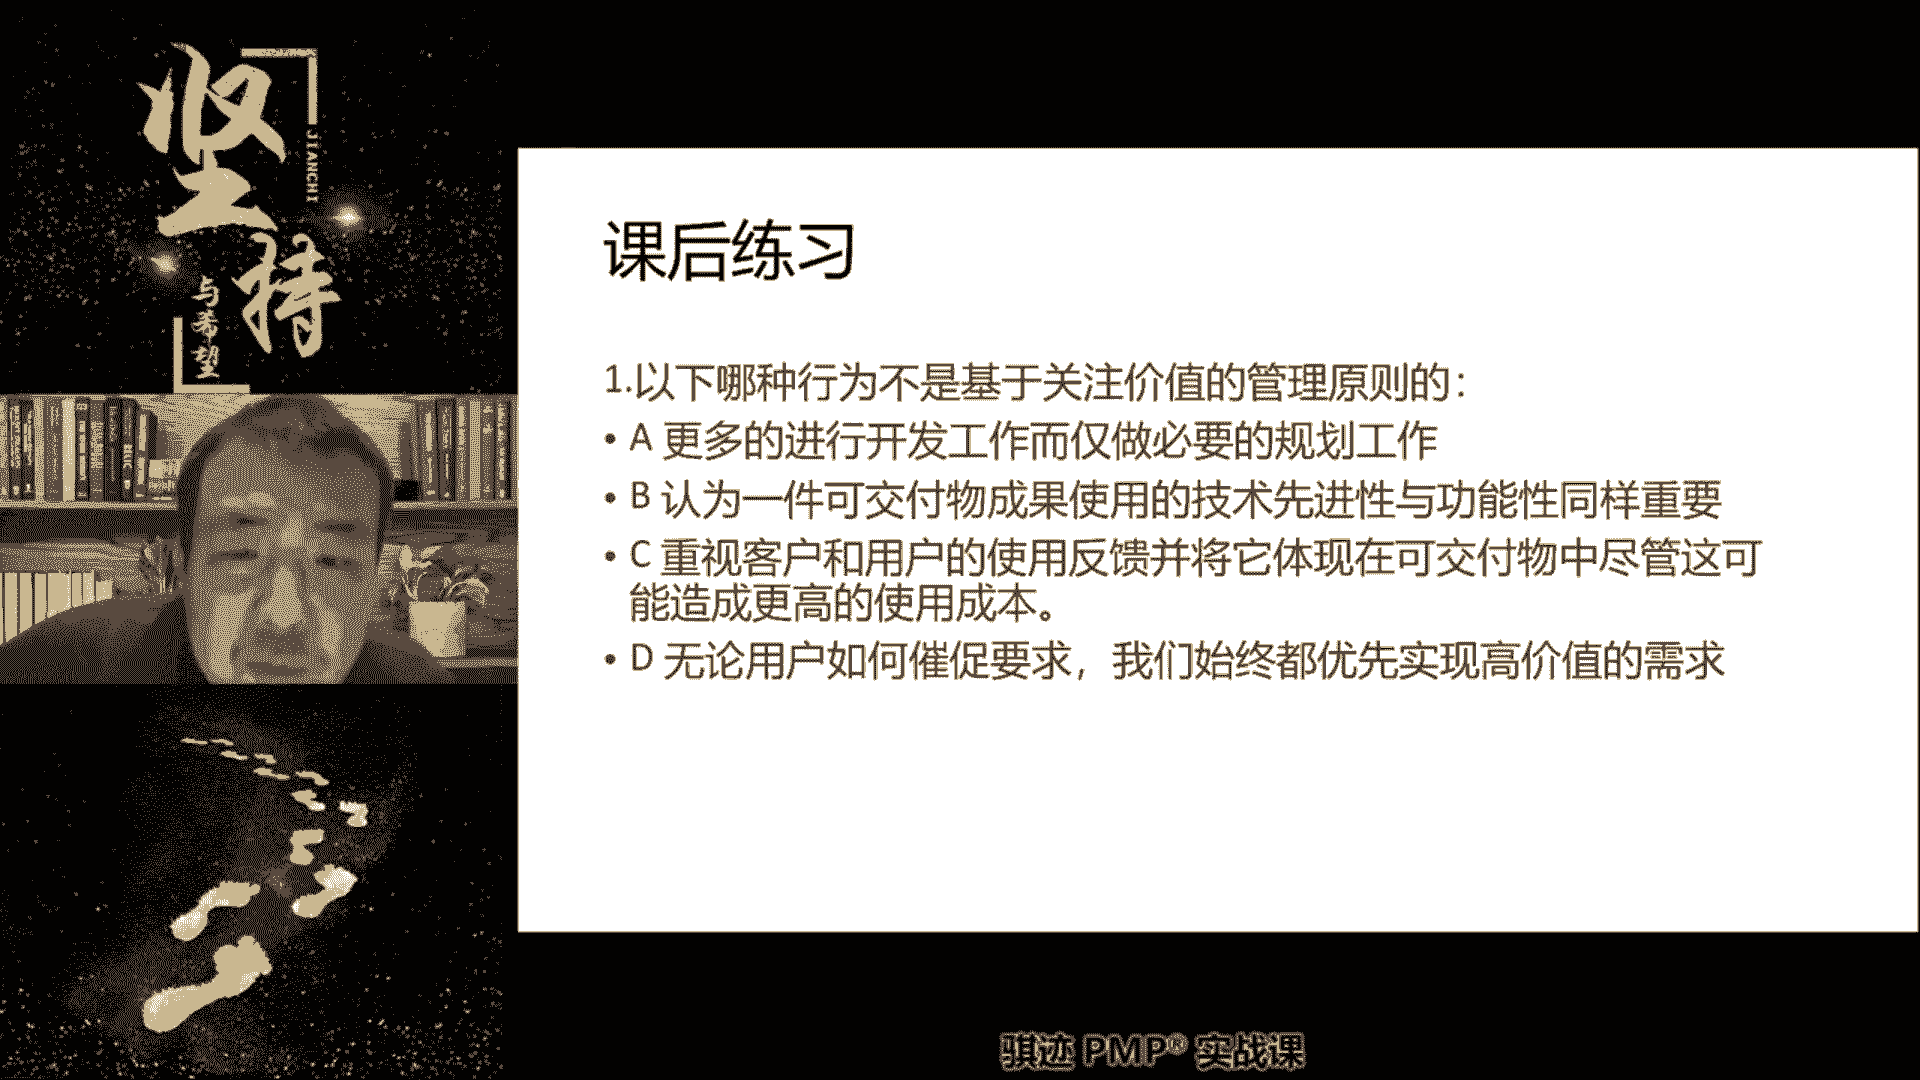 坚持
JIANCHI
与希望
课后练习
1.以下哪种行为不是基于关注价值的管理原则的：
• A 更多的进行开发工作而仅做必要的规划工作
• B 认为一件可交付物成果使用的技术先进性与功能性同样重要
• C 重视客户和用户的使用反馈并将它体现在可交付物中尽管这可
能造成更高的使用成本。
• D 无论用户如何催促要求，我们始终都优先实现高价值的需求
骐迹 PMP® 实战课